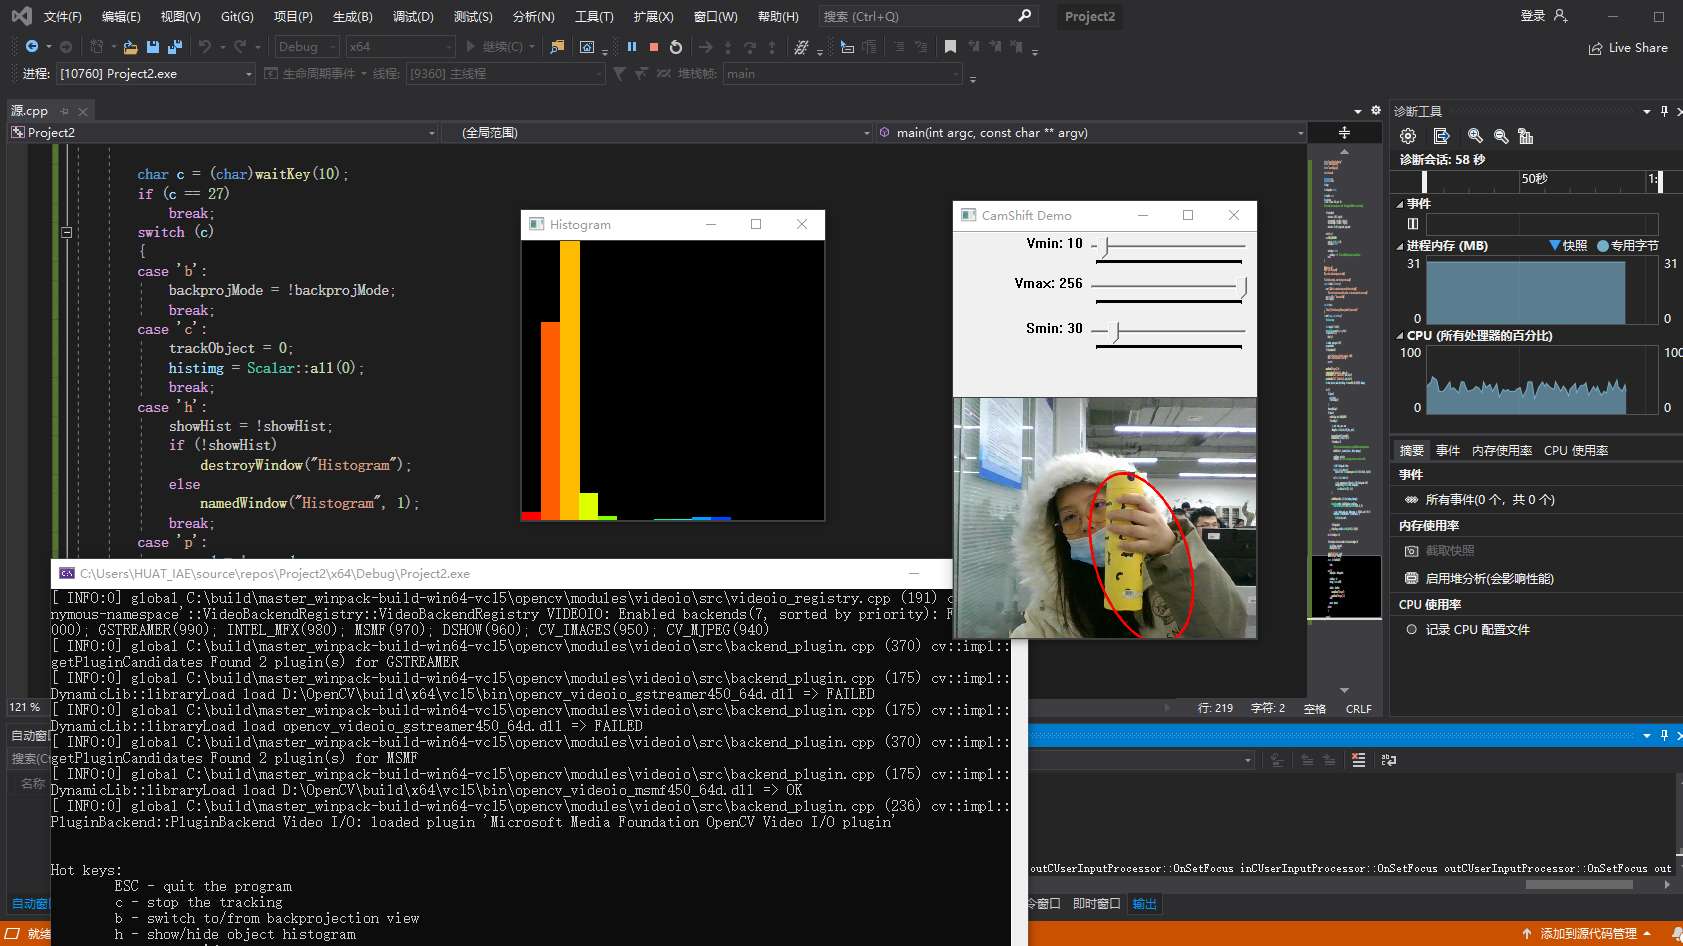 文件(F) 编辑(E) 视图(V) Git(G) 项目(P) 生成(B) 调试(D) 测试(S) 分析(N) 工具(T) 扩展(X) 窗口(W) 帮助(H) 搜索 (Ctrl+Q) Project2 登录
Debug x64 继续(C) Live Share
进程: [10760] Project2.exe 生命周期事件 线程: [9360] 主线程 堆栈帧: main
源.cpp
Project2 (全局范围) main(int argc, const char ** argv)
char c = (char)waitKey(10);
if (c == 27)
break;
switch (c)
{
case 'b':
backprojMode = !backprojMode;
break;
case 'c':
trackObject = 0;
histimg = Scalar::all(0);
break;
case 'h':
showHist = !showHist;
if (!showHist)
destroyWindow("Histogram");
else
namedWindow("Histogram", 1);
break;
case 'p':
Histogram
CamShift Demo
Vmin: 10
Vmax: 256
Smin: 30
诊断工具
诊断会话: 58 秒
50秒 1:
事件
进程内存 (MB) 快照 专用字节
31 31
0 0
CPU (所有处理器的百分比)
100 100
0 0
摘要 事件 内存使用率 CPU 使用率
事件
所有事件(0 个，共 0 个)
内存使用率
截取快照
启用堆分析(会影响性能)
CPU 使用率
记录 CPU 配置文件
121 %
行: 219 字符: 2 空格 CRLF
自动窗
搜索(C
名称
自动窗
C:\Users\HUAT_IAE\source\repos\Project2\x64\Debug\Project2.exe
[ INFO:0] global C:\build\master_winpack-build-win64-vc15\opencv\modules\videoio\src\videoio_registry.cpp (191) c
nymous-namespace'::VideoBackendRegistry::VideoBackendRegistry VIDEOIO: Enabled backends(7, sorted by priority): F
000); GSTREAMER(990); INTEL_MFX(980); MSMF(970); DSHOW(960); CV_IMAGES(950); CV_MJPEG(940)
[ INFO:0] global C:\build\master_winpack-build-win64-vc15\opencv\modules\videoio\src\backend_plugin.cpp (370) cv::impl::
getPluginCandidates Found 2 plugin(s) for GSTREAMER
[ INFO:0] global C:\build\master_winpack-build-win64-vc15\opencv\modules\videoio\src\backend_plugin.cpp (175) cv::impl::
DynamicLib::libraryLoad load D:\OpenCV\build\x64\vc15\bin\opencv_videoio_gstreamer450_64d.dll => FAILED
[ INFO:0] global C:\build\master_winpack-build-win64-vc15\opencv\modules\videoio\src\backend_plugin.cpp (175) cv::impl::
DynamicLib::libraryLoad load opencv_videoio_gstreamer450_64d.dll => FAILED
[ INFO:0] global C:\build\master_winpack-build-win64-vc15\opencv\modules\videoio\src\backend_plugin.cpp (370) cv::impl::
getPluginCandidates Found 2 plugin(s) for MSMF
[ INFO:0] global C:\build\master_winpack-build-win64-vc15\opencv\modules\videoio\src\backend_plugin.cpp (175) cv::impl::
DynamicLib::libraryLoad load D:\OpenCV\build\x64\vc15\bin\opencv_videoio_msmf450_64d.dll => OK
[ INFO:0] global C:\build\master_winpack-build-win64-vc15\opencv\modules\videoio\src\backend_plugin.cpp (236) cv::impl::
PluginBackend::PluginBackend Video I/O: loaded plugin 'Microsoft Media Foundation OpenCV Video I/O plugin'
Hot keys:
ESC - quit the program
c - stop the tracking
b - switch to/from backprojection view
h - show/hide object histogram
outCUserInputProcessor::OnSetFocus inCUserInputProcessor::OnSetFocus outCUserInputProcessor::OnSetFocus out
令窗口 即时窗口 输出
就绪 添加到源代码管理